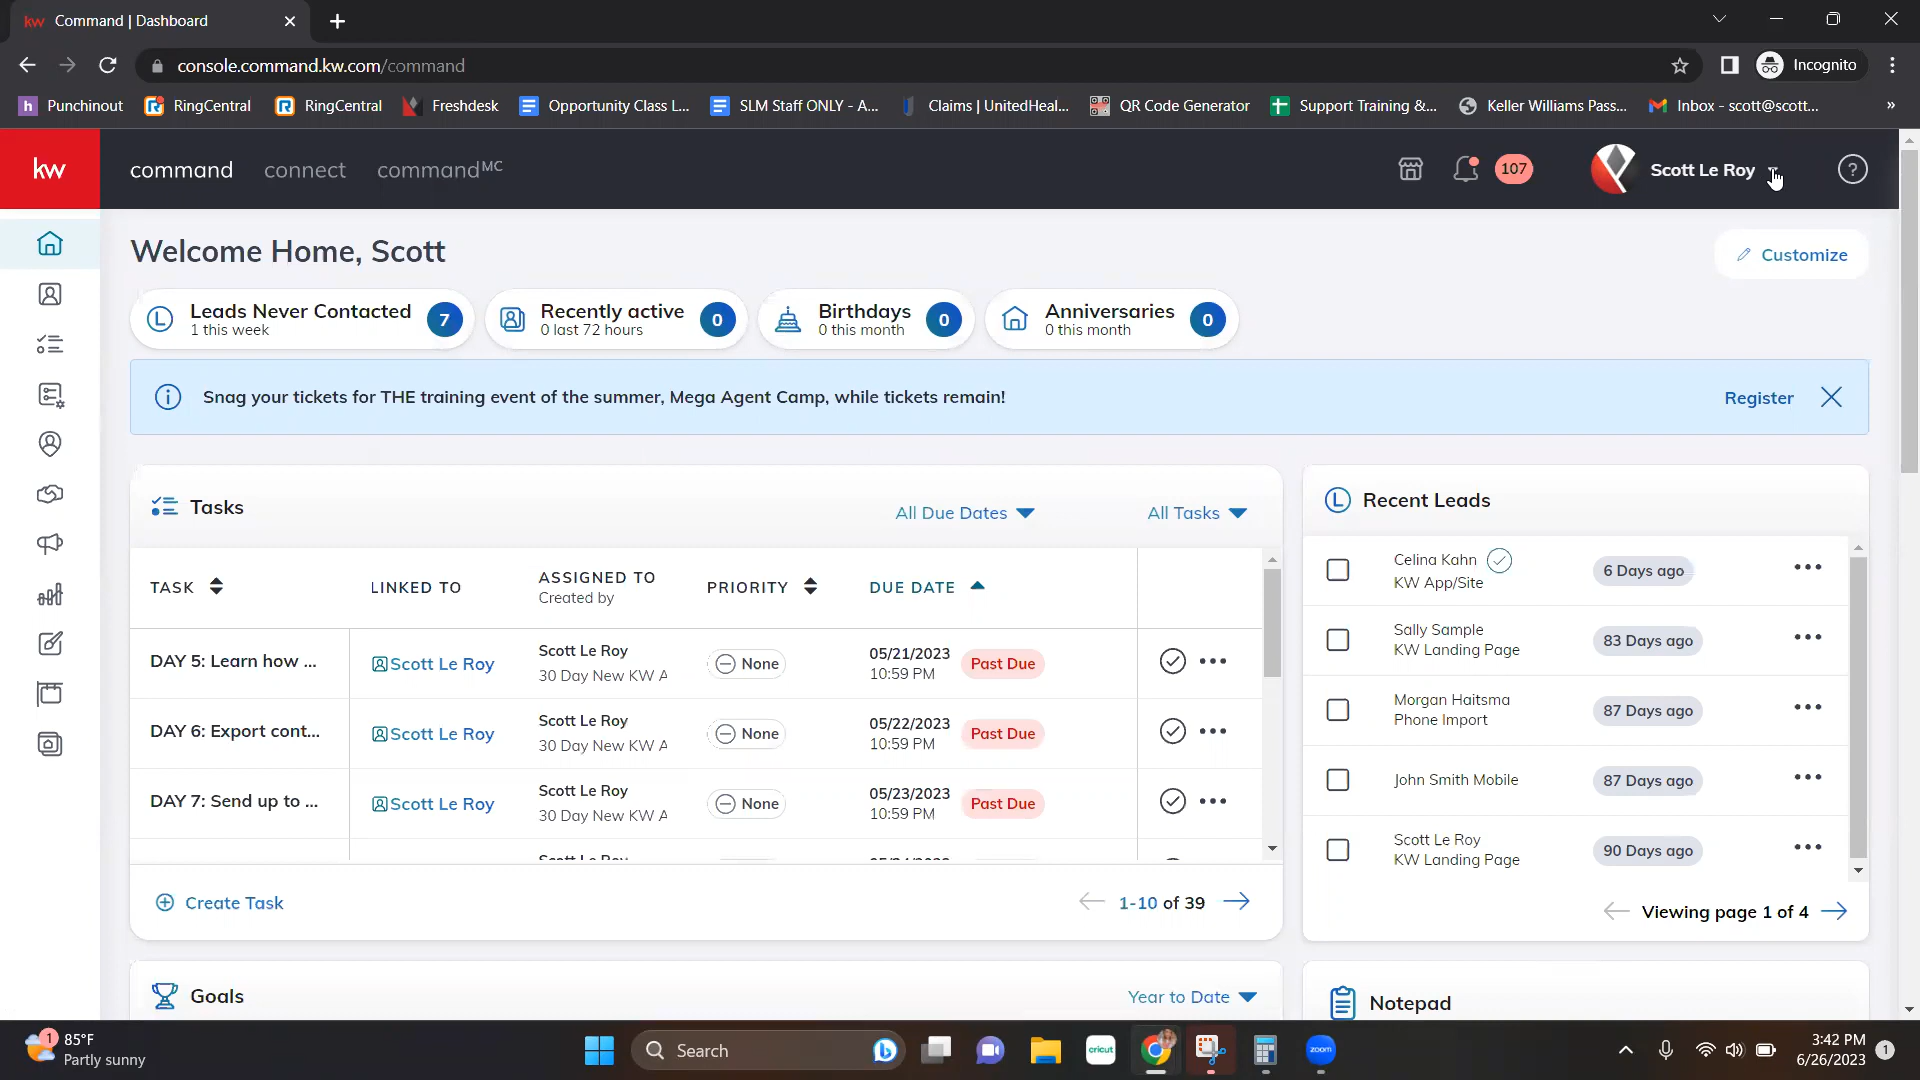 kw Command | Dashboard
console.command.kw.com/command
Incognito
h Punchinout
RingCentral
RingCentral
Freshdesk
Opportunity Class L...
SLM Staff ONLY - A...
Claims | UnitedHeal...
QR Code Generator
Support Training &...
Keller Williams Pass...
Inbox - scott@scott...
»
kw
command
connect
commandMC
107
Scott Le Roy
?
Welcome Home, Scott
Customize
L
Leads Never Contacted
1 this week
7
Recently active
0 last 72 hours
0
Birthdays
0 this month
0
Anniversaries
0 this month
0
Snag your tickets for THE training event of the summer, Mega Agent Camp, while tickets remain!
Register
Tasks
All Due Dates
All Tasks
TASK
LINKED TO
ASSIGNED TO
Created by
PRIORITY
DUE DATE
DAY 5: Learn how ...
Scott Le Roy
Scott Le Roy
30 Day New KW A
None
05/21/2023
10:59 PM
Past Due
DAY 6: Export cont...
Scott Le Roy
Scott Le Roy
30 Day New KW A
None
05/22/2023
10:59 PM
Past Due
DAY 7: Send up to ...
Scott Le Roy
Scott Le Roy
30 Day New KW A
None
05/23/2023
10:59 PM
Past Due
Create Task
1-10 of 39
L
Recent Leads
Celina Kahn
KW App/Site
6 Days ago
Sally Sample
KW Landing Page
83 Days ago
Morgan Haitsma
Phone Import
87 Days ago
John Smith Mobile
87 Days ago
Scott Le Roy
KW Landing Page
90 Days ago
Viewing page 1 of 4
Goals
Year to Date
Notepad
1
85°F
Partly sunny
Search
cricut
zoom
3:42 PM
6/26/2023
1